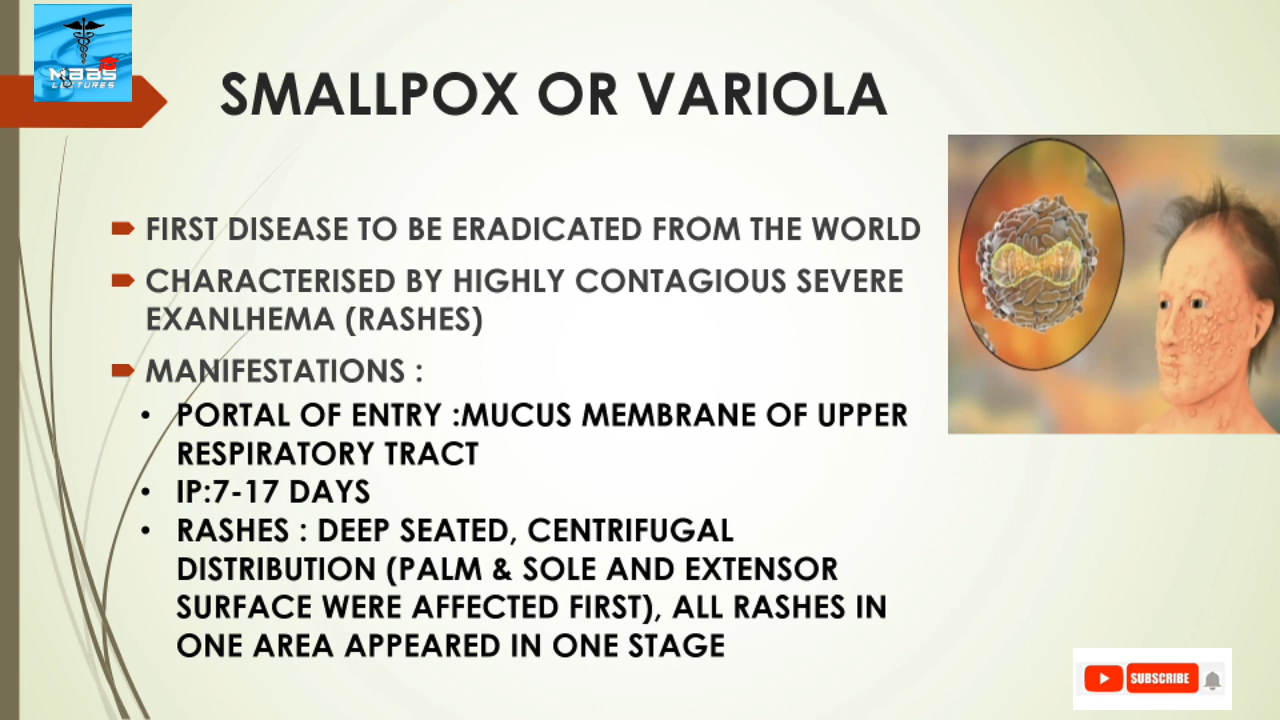 MBBS
LECTURES
SMALLPOX OR VARIOLA
FIRST DISEASE TO BE ERADICATED FROM THE WORLD
CHARACTERISED BY HIGHLY CONTAGIOUS SEVERE
EXANLHEMA (RASHES)
MANIFESTATIONS :
• PORTAL OF ENTRY :MUCUS MEMBRANE OF UPPER
RESPIRATORY TRACT
• IP:7-17 DAYS
• RASHES : DEEP SEATED, CENTRIFUGAL
DISTRIBUTION (PALM & SOLE AND EXTENSOR
SURFACE WERE AFFECTED FIRST), ALL RASHES IN
ONE AREA APPEARED IN ONE STAGE
SUBSCRIBE